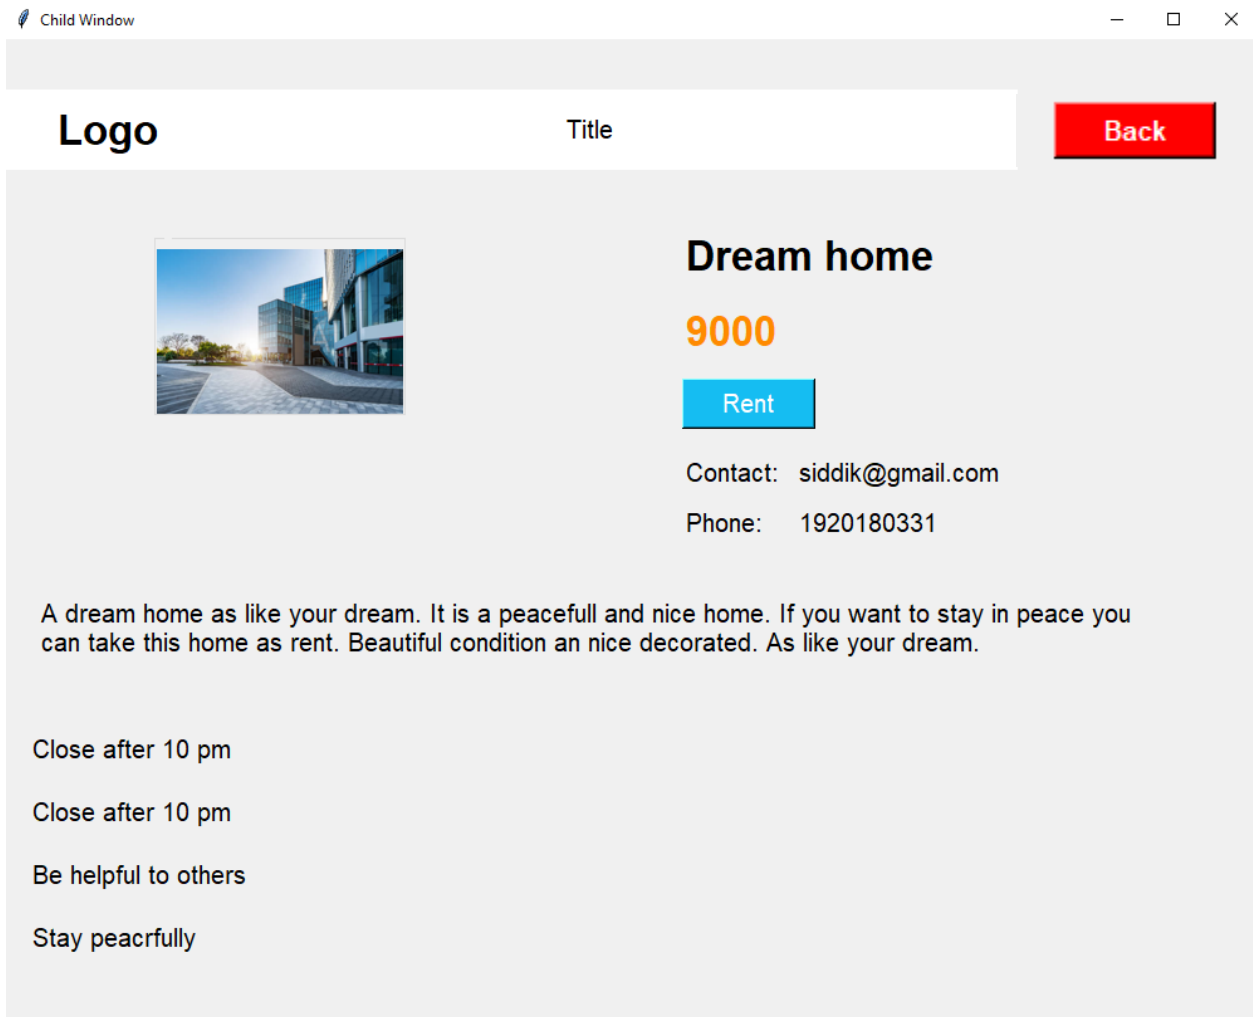 Child Window
Logo
Title
Back
Dream home
9000
Rent
Contact: siddik@gmail.com
Phone: 1920180331
A dream home as like your dream. It is a peacefull and nice home. If you want to stay in peace you
can take this home as rent. Beautiful condition an nice decorated. As like your dream.
Close after 10 pm
Close after 10 pm
Be helpful to others
Stay peacrfully